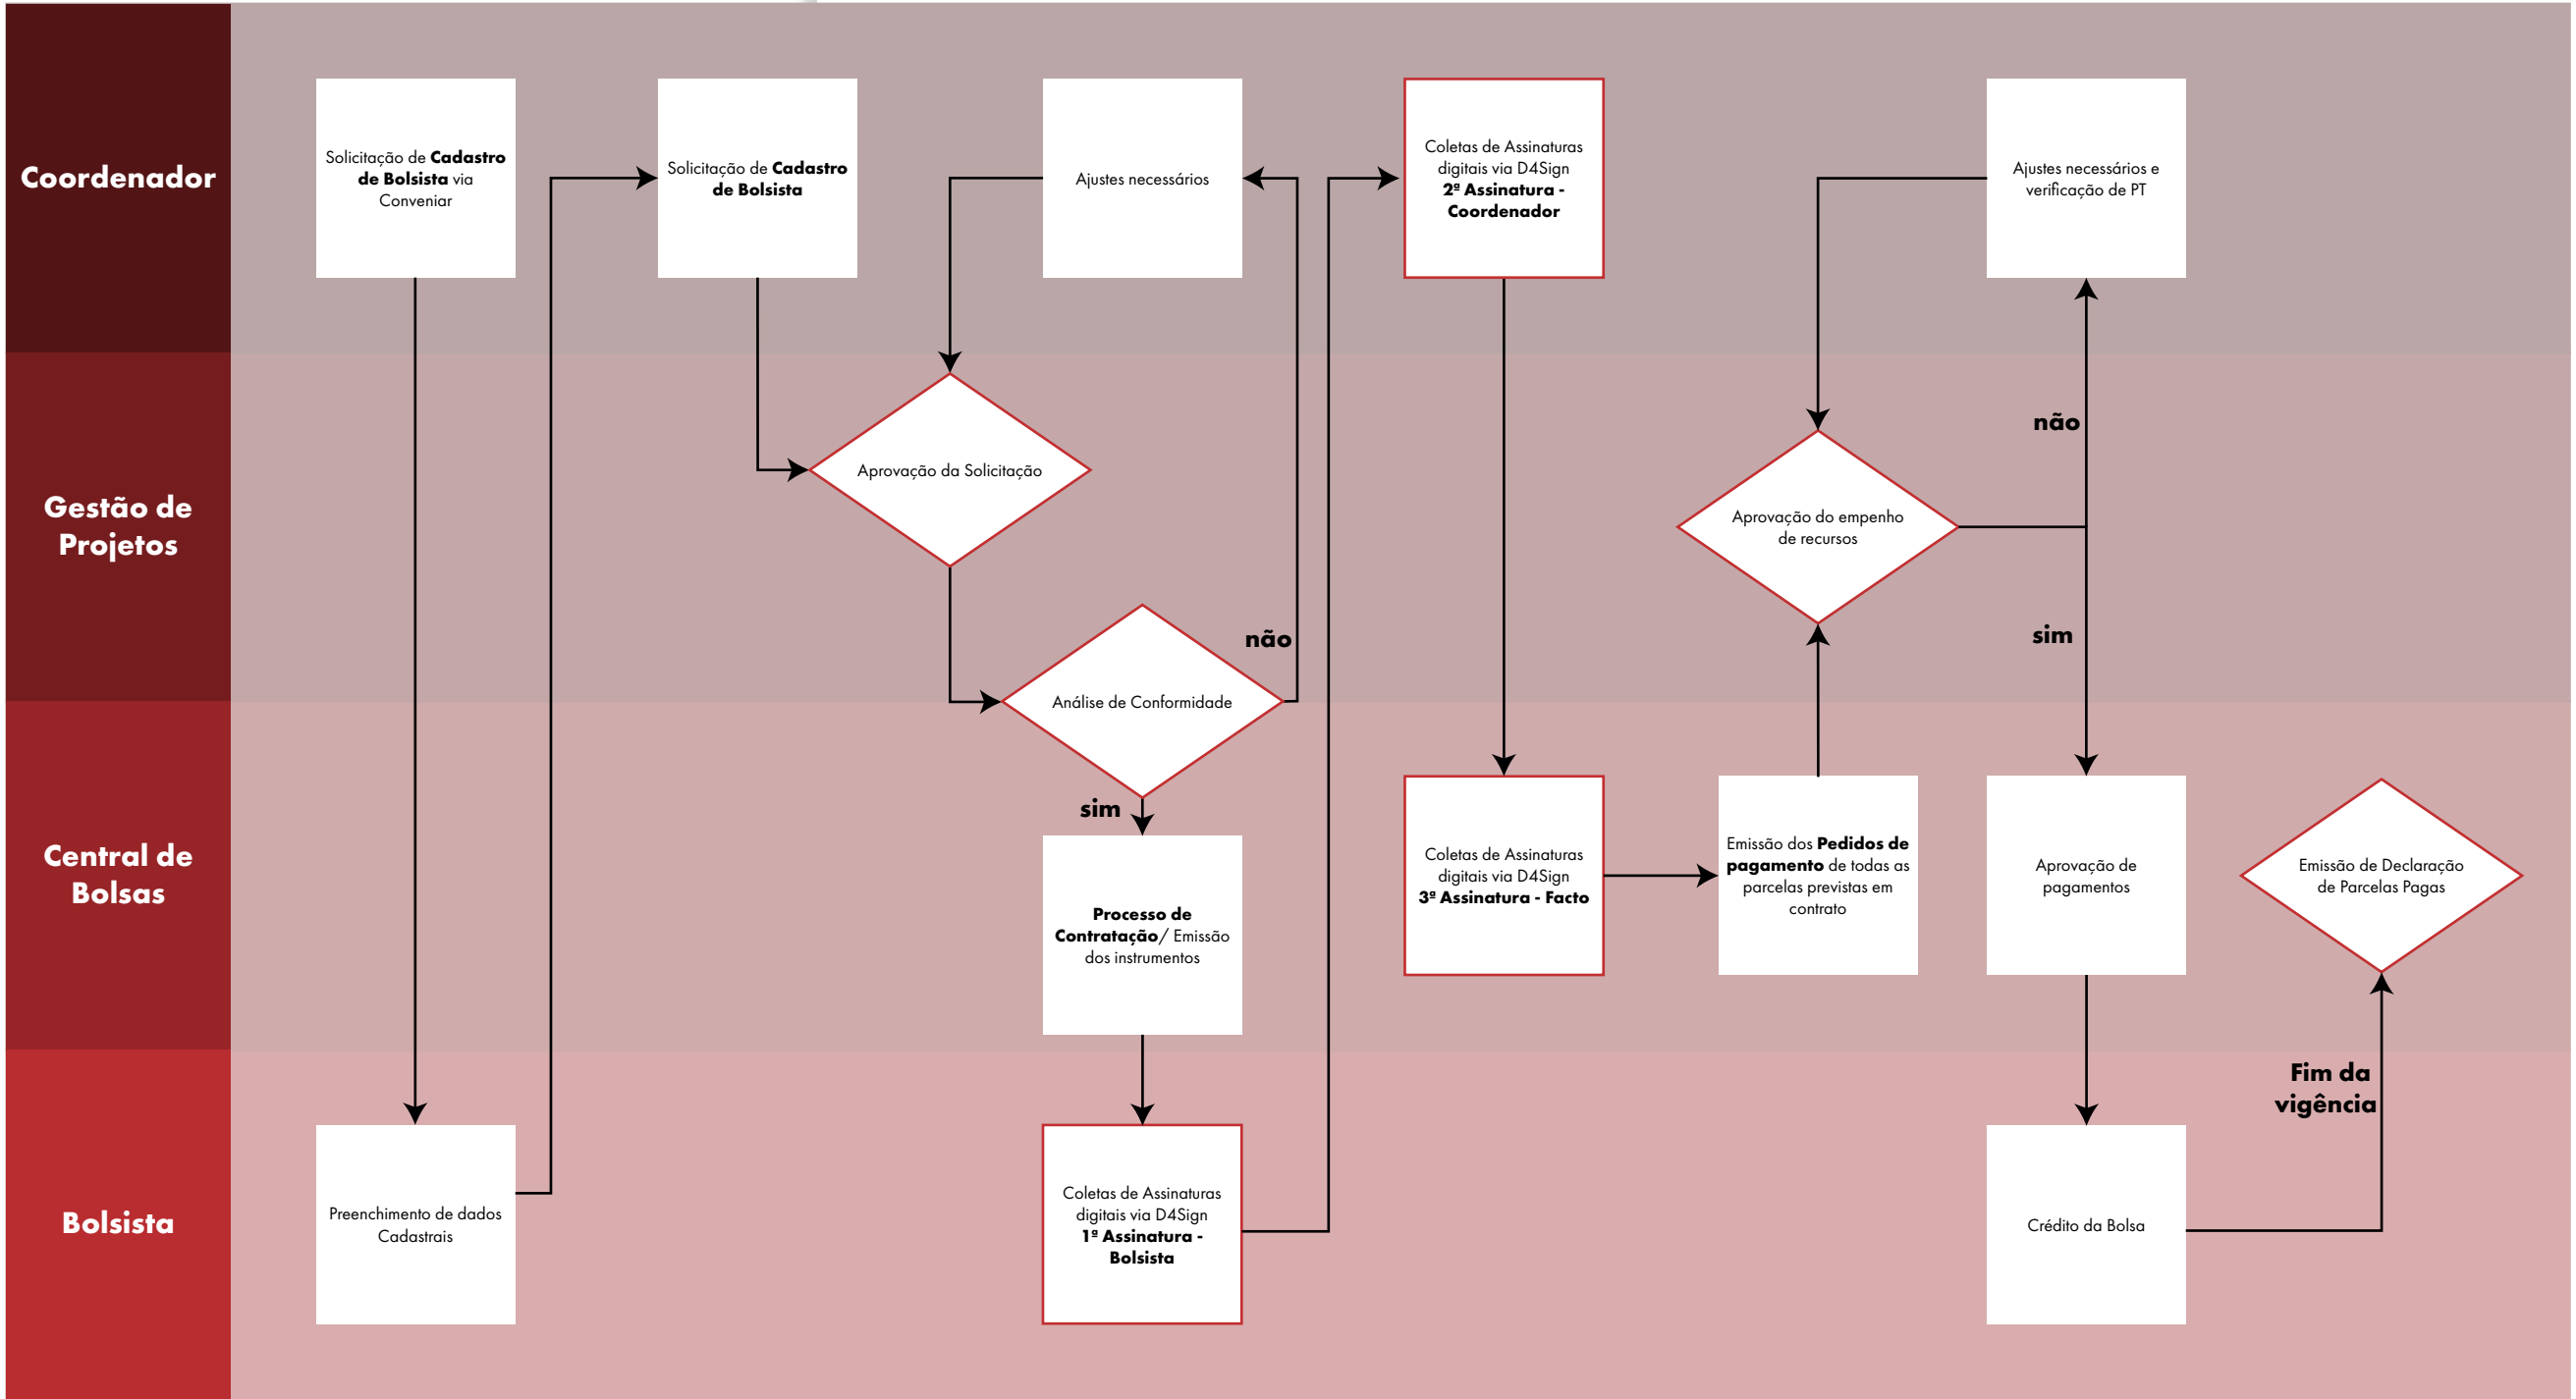 Coordenador
Solicitação de Cadastro
de Bolsista via
Conveniar
Solicitação de Cadastro
de Bolsista
Ajustes necessários
Coletas de Assinaturas
digitais via D4Sign
2ª Assinatura -
Coordenador
Ajustes necessários e
verificação de PT
Gestão de
Projetos
Aprovação da Solicitação
Análise de Conformidade
não
Aprovação do empenho
de recursos
não
sim
Central de
Bolsas
sim
Processo de
Contratação/ Emissão
dos instrumentos
Coletas de Assinaturas
digitais via D4Sign
3ª Assinatura - Facto
Emissão dos Pedidos de
pagamento de todas as
parcelas previstas em
contrato
Aprovação de
pagamentos
Emissão de Declaração
de Parcelas Pagas
Bolsista
Preenchimento de dados
Cadastrais
Coletas de Assinaturas
digitais via D4Sign
1ª Assinatura -
Bolsista
Crédito da Bolsa
Fim da
vigência